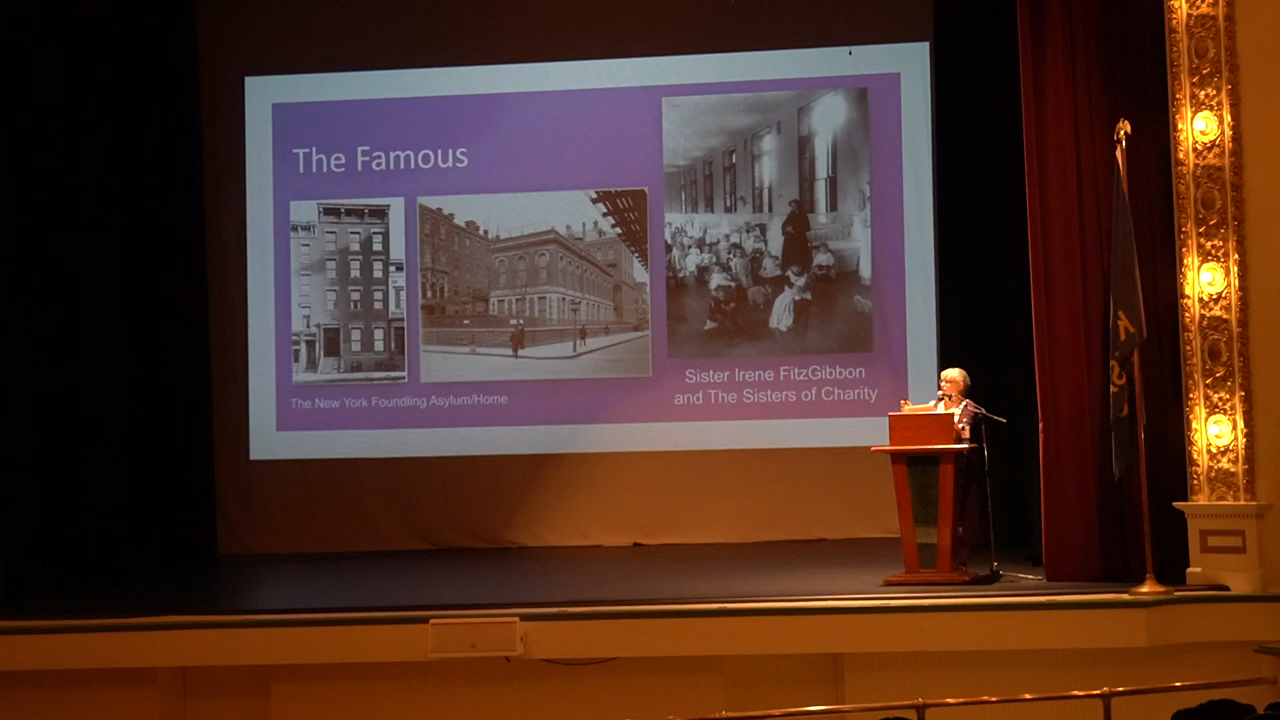 The Famous
The New York Foundling Asylum/Home
Sister Irene FitzGibbon
and The Sisters of Charity